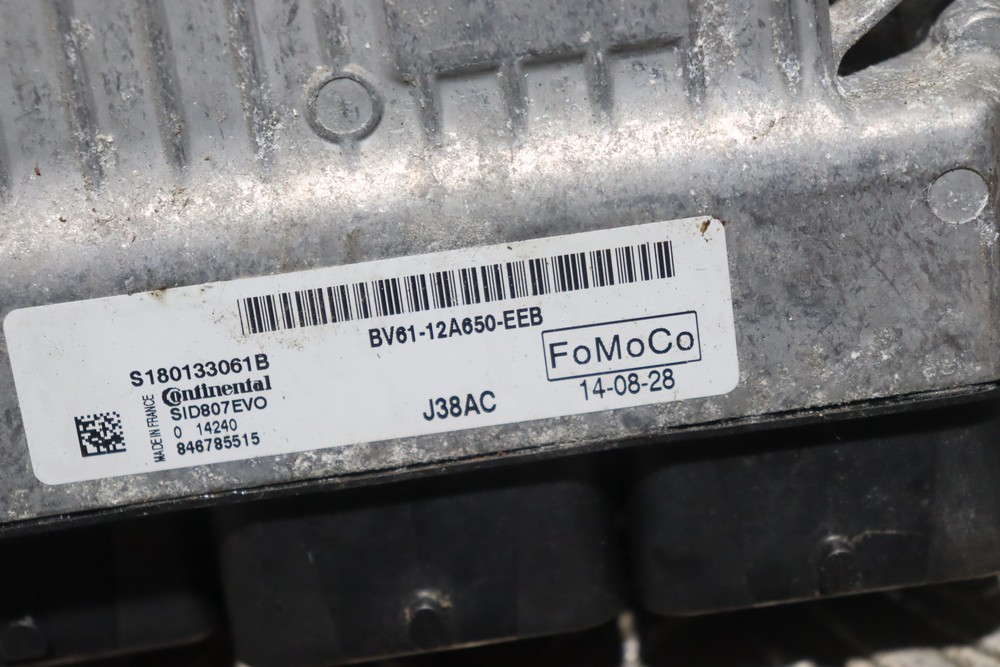 BV61-12A650-EEB
S180133061B
Continental
SID807EVO
0 14240
846785515
MADE IN FRANCE
J38AC
FoMoCo
14-08-28